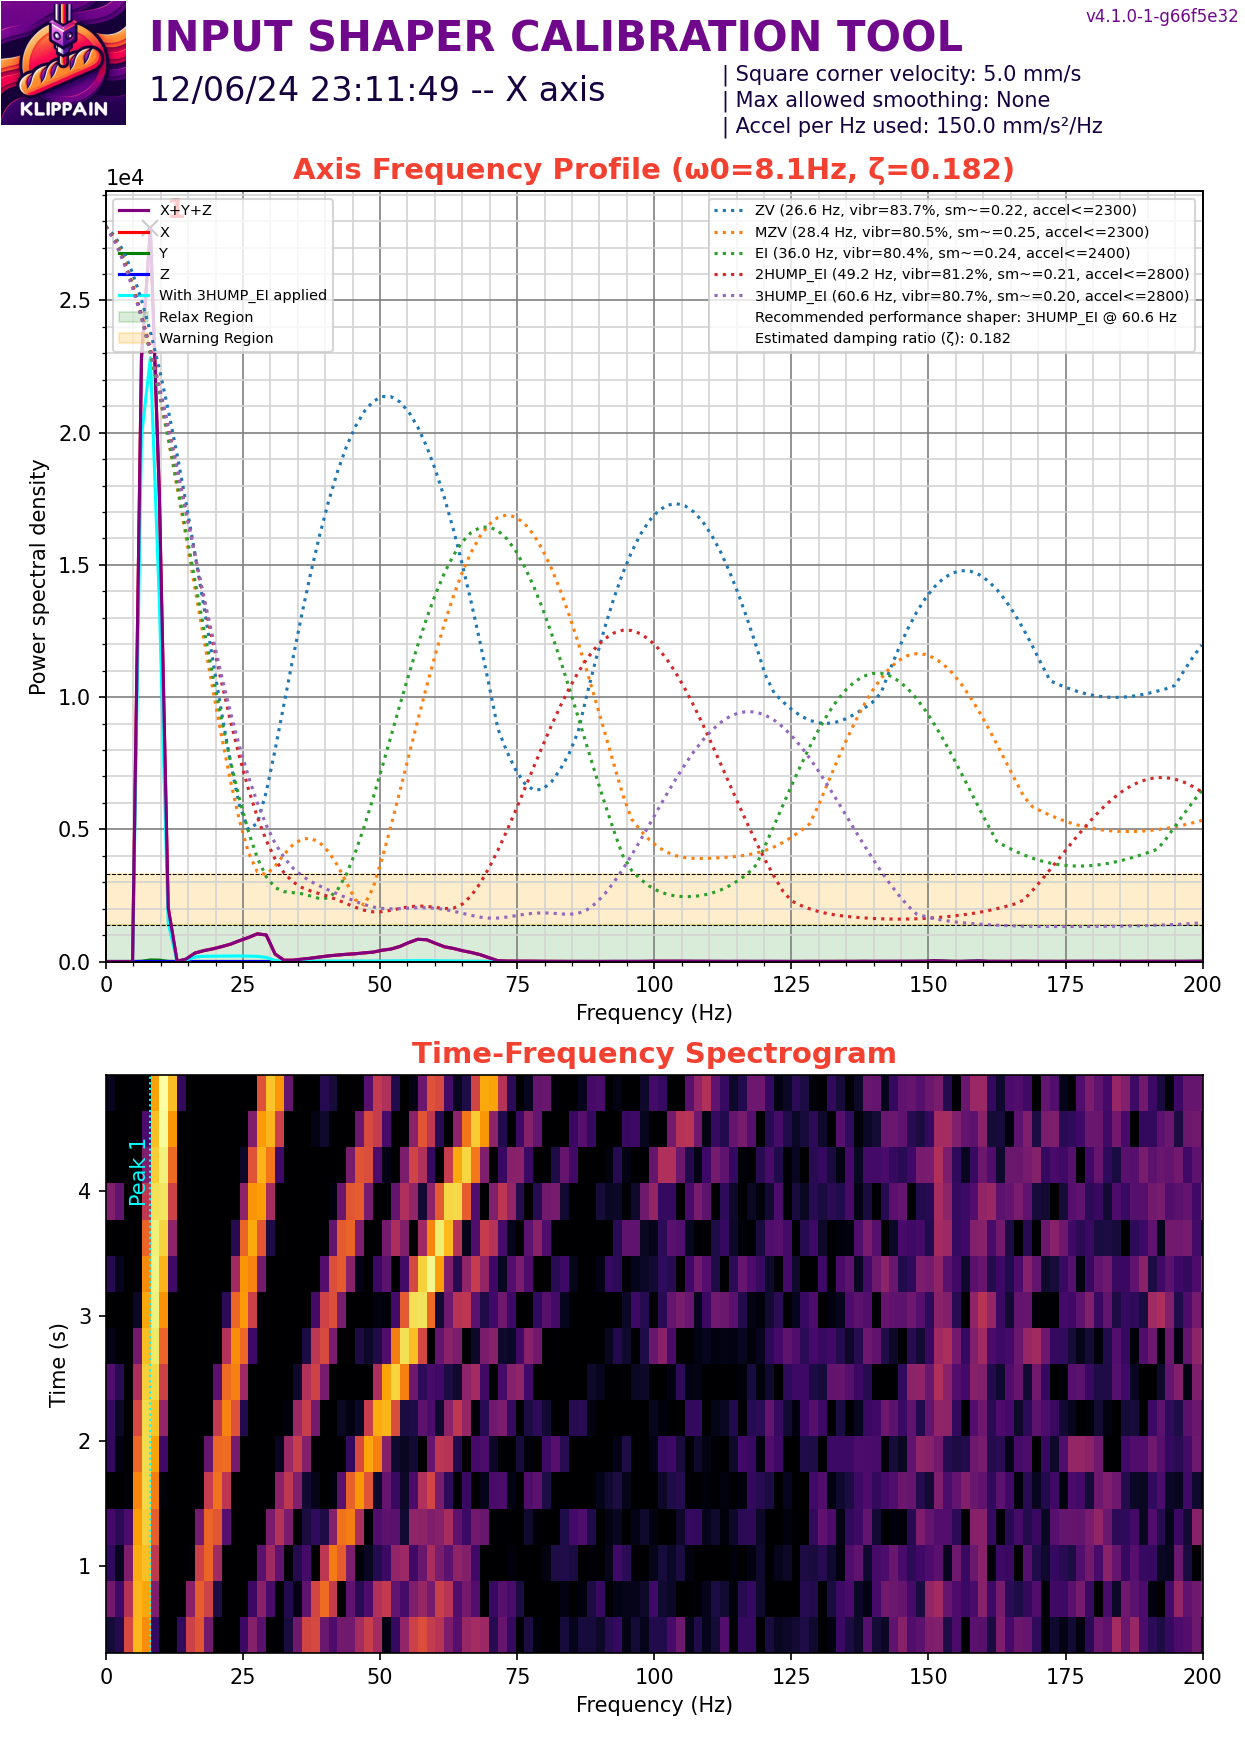 v4.1.0-1-g66f5e32
INPUT SHAPER CALIBRATION TOOL
12/06/24 23:11:49 -- X axis
| Square corner velocity: 5.0 mm/s
| Max allowed smoothing: None
| Accel per Hz used: 150.0 mm/s²/Hz
KLIPPAIN
Axis Frequency Profile (ω0=8.1Hz, ζ=0.182)
1e4
1
X+Y+Z
X
Y
Z
With 3HUMP_EI applied
Relax Region
Warning Region
ZV (26.6 Hz, vibr=83.7%, sm~=0.22, accel<=2300)
MZV (28.4 Hz, vibr=80.5%, sm~=0.25, accel<=2300)
EI (36.0 Hz, vibr=80.4%, sm~=0.24, accel<=2400)
2HUMP_EI (49.2 Hz, vibr=81.2%, sm~=0.21, accel<=2800)
3HUMP_EI (60.6 Hz, vibr=80.7%, sm~=0.20, accel<=2800)
Recommended performance shaper: 3HUMP_EI @ 60.6 Hz
Estimated damping ratio (ζ): 0.182
Power spectral density
2.5
2.0
1.5
1.0
0.5
0.0
0 25 50 75 100 125 150 175 200
Frequency (Hz)
Time-Frequency Spectrogram
Peak 1
Time (s)
4
3
2
1
0 25 50 75 100 125 150 175 200
Frequency (Hz)